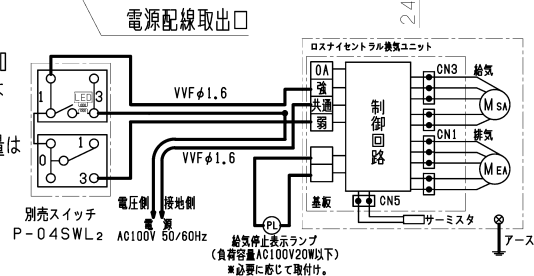 電源配線取出口
24
ロスナイセントラル換気ユニット
OA
強
共通
弱
制御回路
CN3 給気
M SA
CN1 排気
M EA
基板
CN5
サーミスタ
アース
VVFφ1.6
VVFφ1.6
LED
1
3
0
1
3
別売スイッチ
P-04SWL2
電圧側
接地側
電源
AC100V 50/60Hz
PL
給気停止表示ランプ
(負荷容量AC100V20W以下)
※必要に応じて取付け。
は